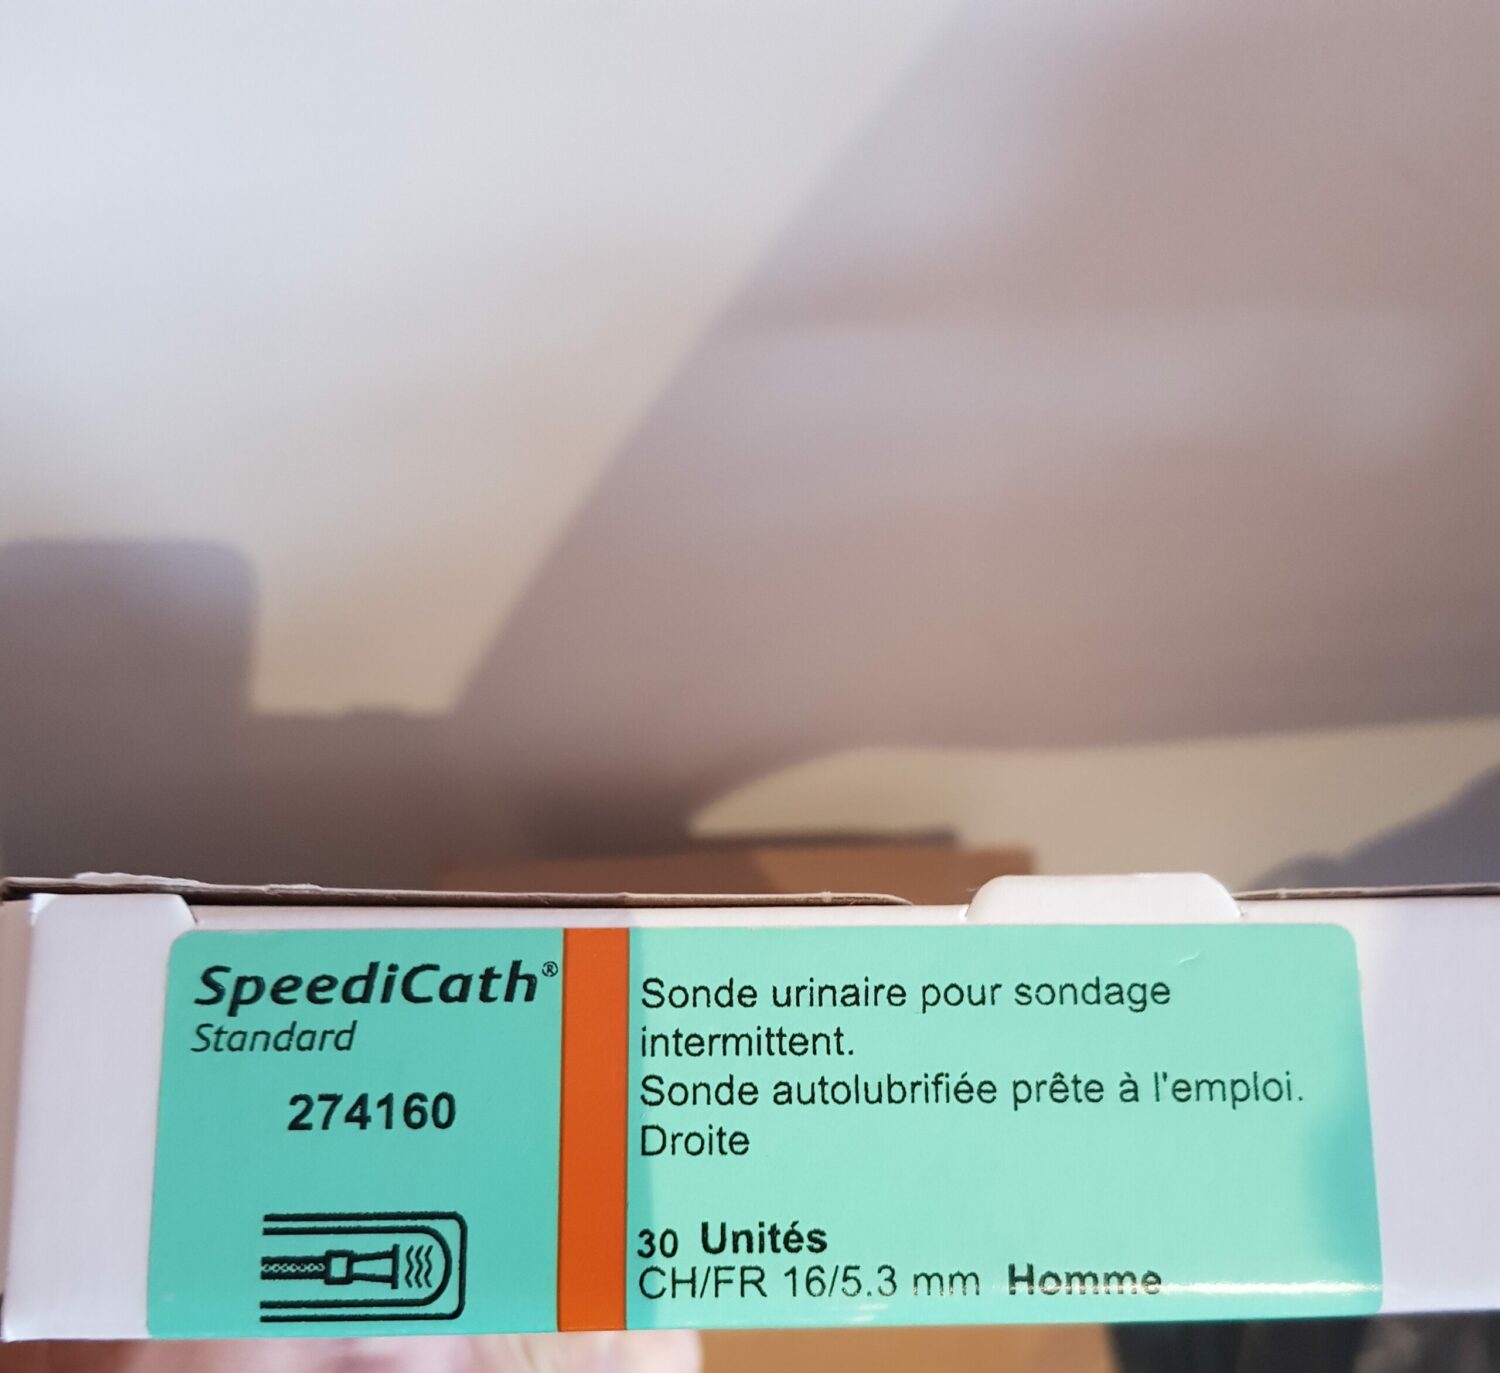 SpeediCath®
Standard
274160
Sonde urinaire pour sondage
intermittent.
Sonde autolubrifiée prête à l'emploi.
Droite
30 Unités
CH/FR 16/5.3 mm Homme